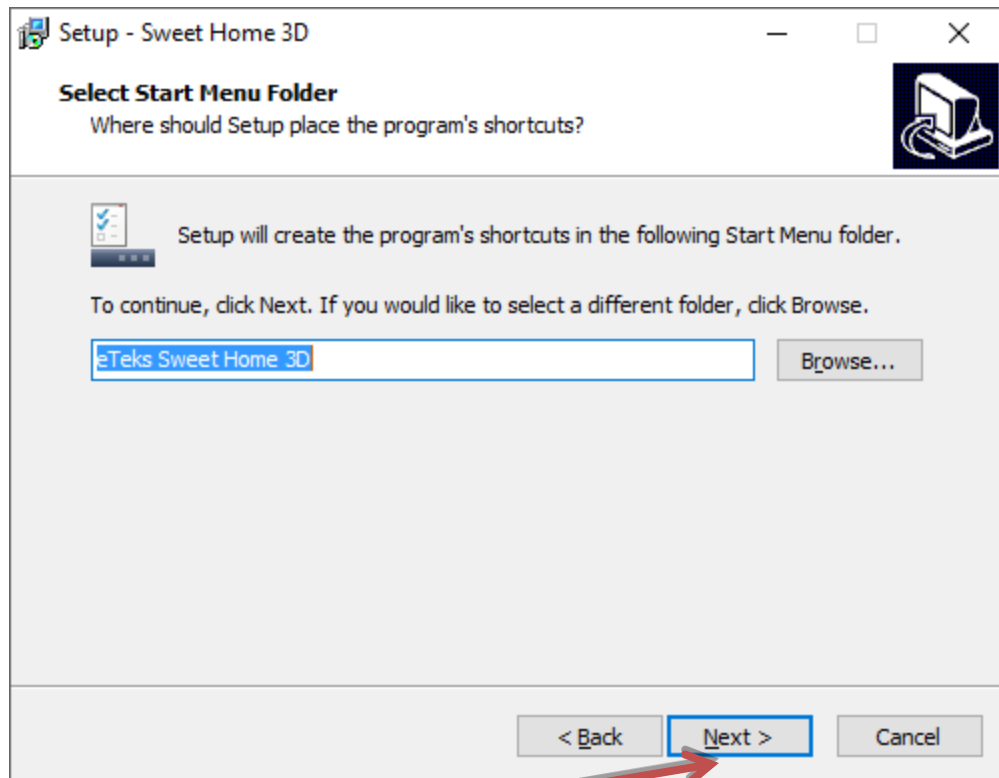 Setup - Sweet Home 3D
Select Start Menu Folder
Where should Setup place the program's shortcuts?
Setup will create the program's shortcuts in the following Start Menu folder.
To continue, click Next. If you would like to select a different folder, click Browse.
eTeks Sweet Home 3D
Browse...
< Back
Next >
Cancel